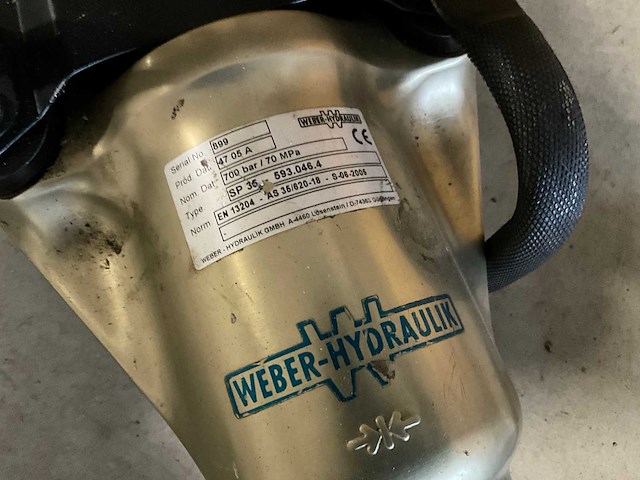 WEBER-HYDRAULIK
Serial No. 899
Prod. Dat. 47 05 A CE
Nom. Dat. 700 bar / 70 MPa
Type SP 35 - 593.046.4
Norm. EN 13204 - AS 35/820-18 - S-06-2005
-
WEBER - HYDRAULIK GMBH A-4460 Losenstein / D-74363 Güglingen
WEBER-HYDRAULIK